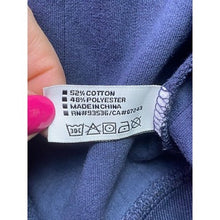 52% COTTON
48% POLYESTER
MADE IN CHINA
RN#93536/CA#07243